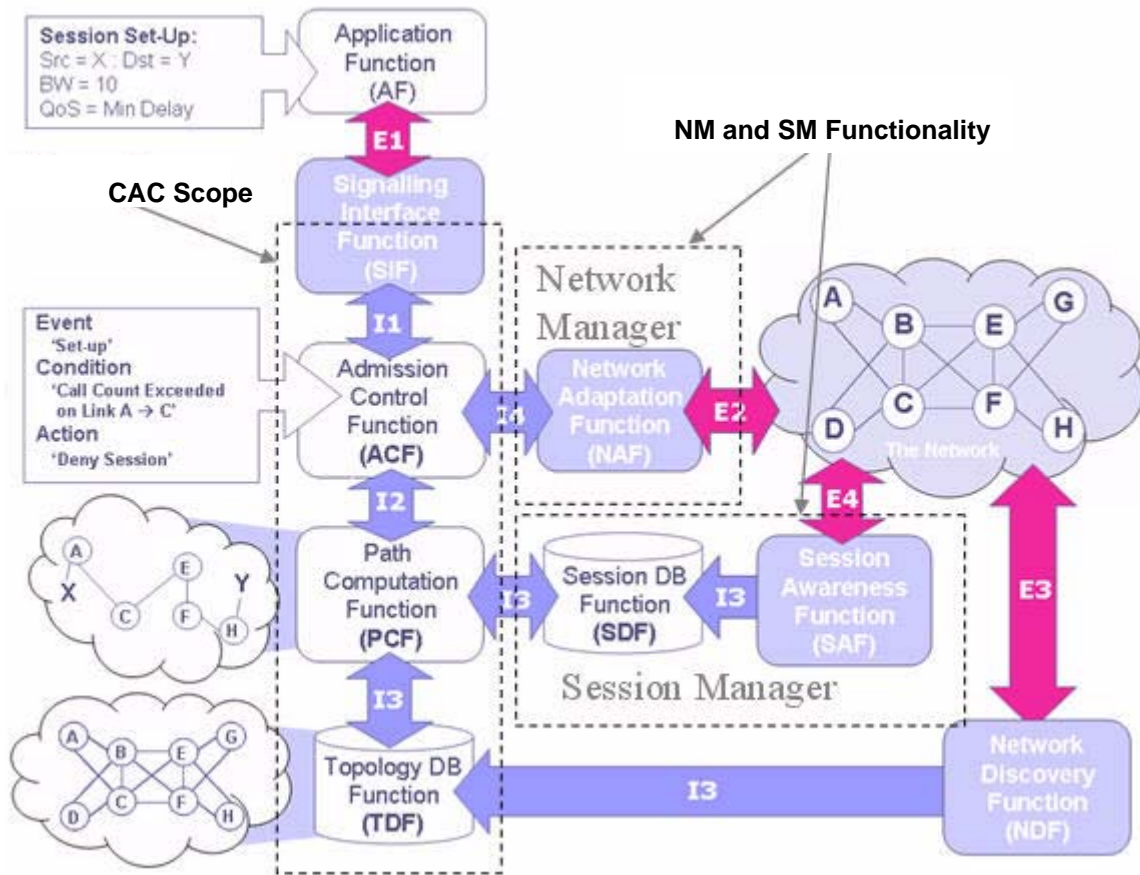 Session Set-Up:
Src = X : Dst = Y
BW = 10
QoS = Min Delay
Application
Function
(AF)
E1
NM and SM Functionality
CAC Scope
Signalling
Interface
Function
(SIF)
I1
Network
Manager
Event
'Set-up'
Condition
'Call Count Exceeded
on Link A → C'
Action
'Deny Session'
Admission
Control
Function
(ACF)
I4
Network
Adaptation
Function
(NAF)
E2
A
B
E
G
D
C
F
H
The Network
I2
E4
E3
A
X
C
E
F
Y
H
Path
Computation
Function
(PCF)
I3
Session DB
Function
(SDF)
I3
Session
Awareness
Function
(SAF)
Session Manager
I3
A
B
E
G
D
C
F
H
Topology DB
Function
(TDF)
I3
Network
Discovery
Function
(NDF)